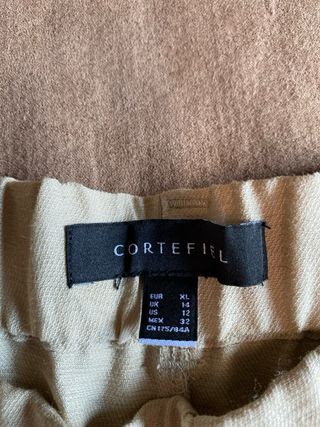 CORTEFIEL
EUR XL
UK 14
US 12
MEX 32
CN 175/84A